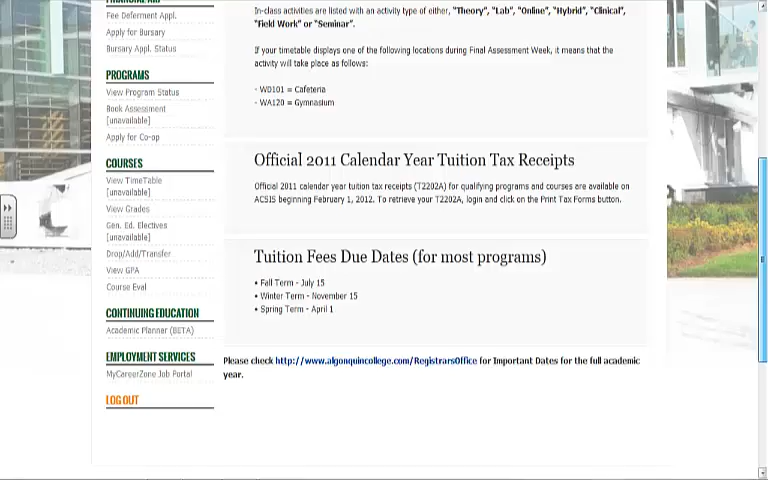 Fee Deferment Appl.
Apply for Bursary
Bursary Appl. Status
PROGRAMS
View Program Status
Book Assessment
[unavailable]
Apply for Co-op
COURSES
View TimeTable
[unavailable]
View Grades
Gen. Ed. Electives
[unavailable]
Drop/Add/Transfer
View GPA
Course Eval
CONTINUING EDUCATION
Academic Planner (BETA)
EMPLOYMENT SERVICES
MyCareerZone Job Portal
LOG OUT
In-class activities are listed with an activity type of either, "Theory", "Lab", "Online", "Hybrid", "Clinical",
"Field Work" or "Seminar".
If your timetable displays one of the following locations during Final Assessment Week, it means that the
activity will take place as follows:
- WD101 = Cafeteria
- WA120 = Gymnasium
Official 2011 Calendar Year Tuition Tax Receipts
Official 2011 calendar year tuition tax receipts (T2202A) for qualifying programs and courses are available on
ACSIS beginning February 1, 2012. To retrieve your T2202A, login and click on the Print Tax Forms button.
Tuition Fees Due Dates (for most programs)
• Fall Term - July 15
• Winter Term - November 15
• Spring Term - April 1
Please check http://www.algonquincollege.com/RegistrarsOffice for Important Dates for the full academic
year.